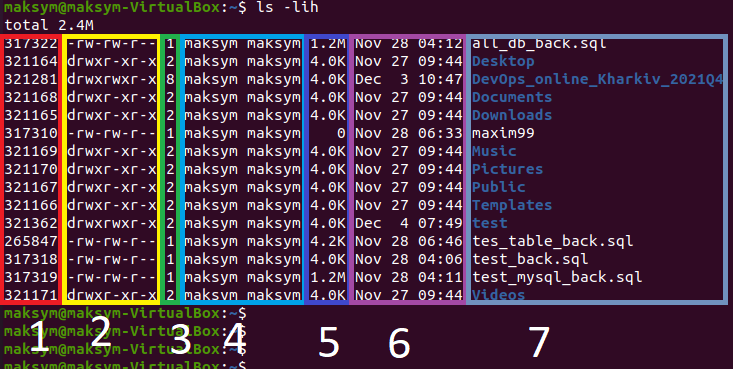 maksym@maksym-VirtualBox:~$ ls -lih
total 2.4M
317322 -rw-rw-r-- 1 maksym maksym 1.2M Nov 28 04:12 all_db_back.sql
321164 drwxr-xr-x 2 maksym maksym 4.0K Nov 27 09:44 Desktop
321281 drwxrwxr-x 8 maksym maksym 4.0K Dec  3 10:47 DevOps_online_Kharkiv_2021Q4
321168 drwxr-xr-x 2 maksym maksym 4.0K Nov 27 09:44 Documents
321165 drwxr-xr-x 2 maksym maksym 4.0K Nov 27 09:44 Downloads
317310 -rw-rw-r-- 1 maksym maksym 0 Nov 28 06:33 maxim99
321169 drwxr-xr-x 2 maksym maksym 4.0K Nov 27 09:44 Music
321170 drwxr-xr-x 2 maksym maksym 4.0K Nov 27 09:44 Pictures
321167 drwxr-xr-x 2 maksym maksym 4.0K Nov 27 09:44 Public
321166 drwxr-xr-x 2 maksym maksym 4.0K Nov 27 09:44 Templates
321362 drwxrwxr-x 2 maksym maksym 4.0K Dec  4 07:49 test
265847 -rw-rw-r-- 1 maksym maksym 4.2K Nov 28 06:46 tes_table_back.sql
317318 -rw-rw-r-- 1 maksym maksym 4.0K Nov 28 04:06 test_back.sql
317319 -rw-rw-r-- 1 maksym maksym 1.2M Nov 28 04:11 test_mysql_back.sql
321171 drwxr-xr-x 2 maksym maksym 4.0K Nov 27 09:44 Videos
maksym@maksym-VirtualBox:~$
maksym@maksym-VirtualBox:~$
maksym@maksym-VirtualBox:~$
maksym@maksym-VirtualBox:~$
1 2 3 4 5 6 7